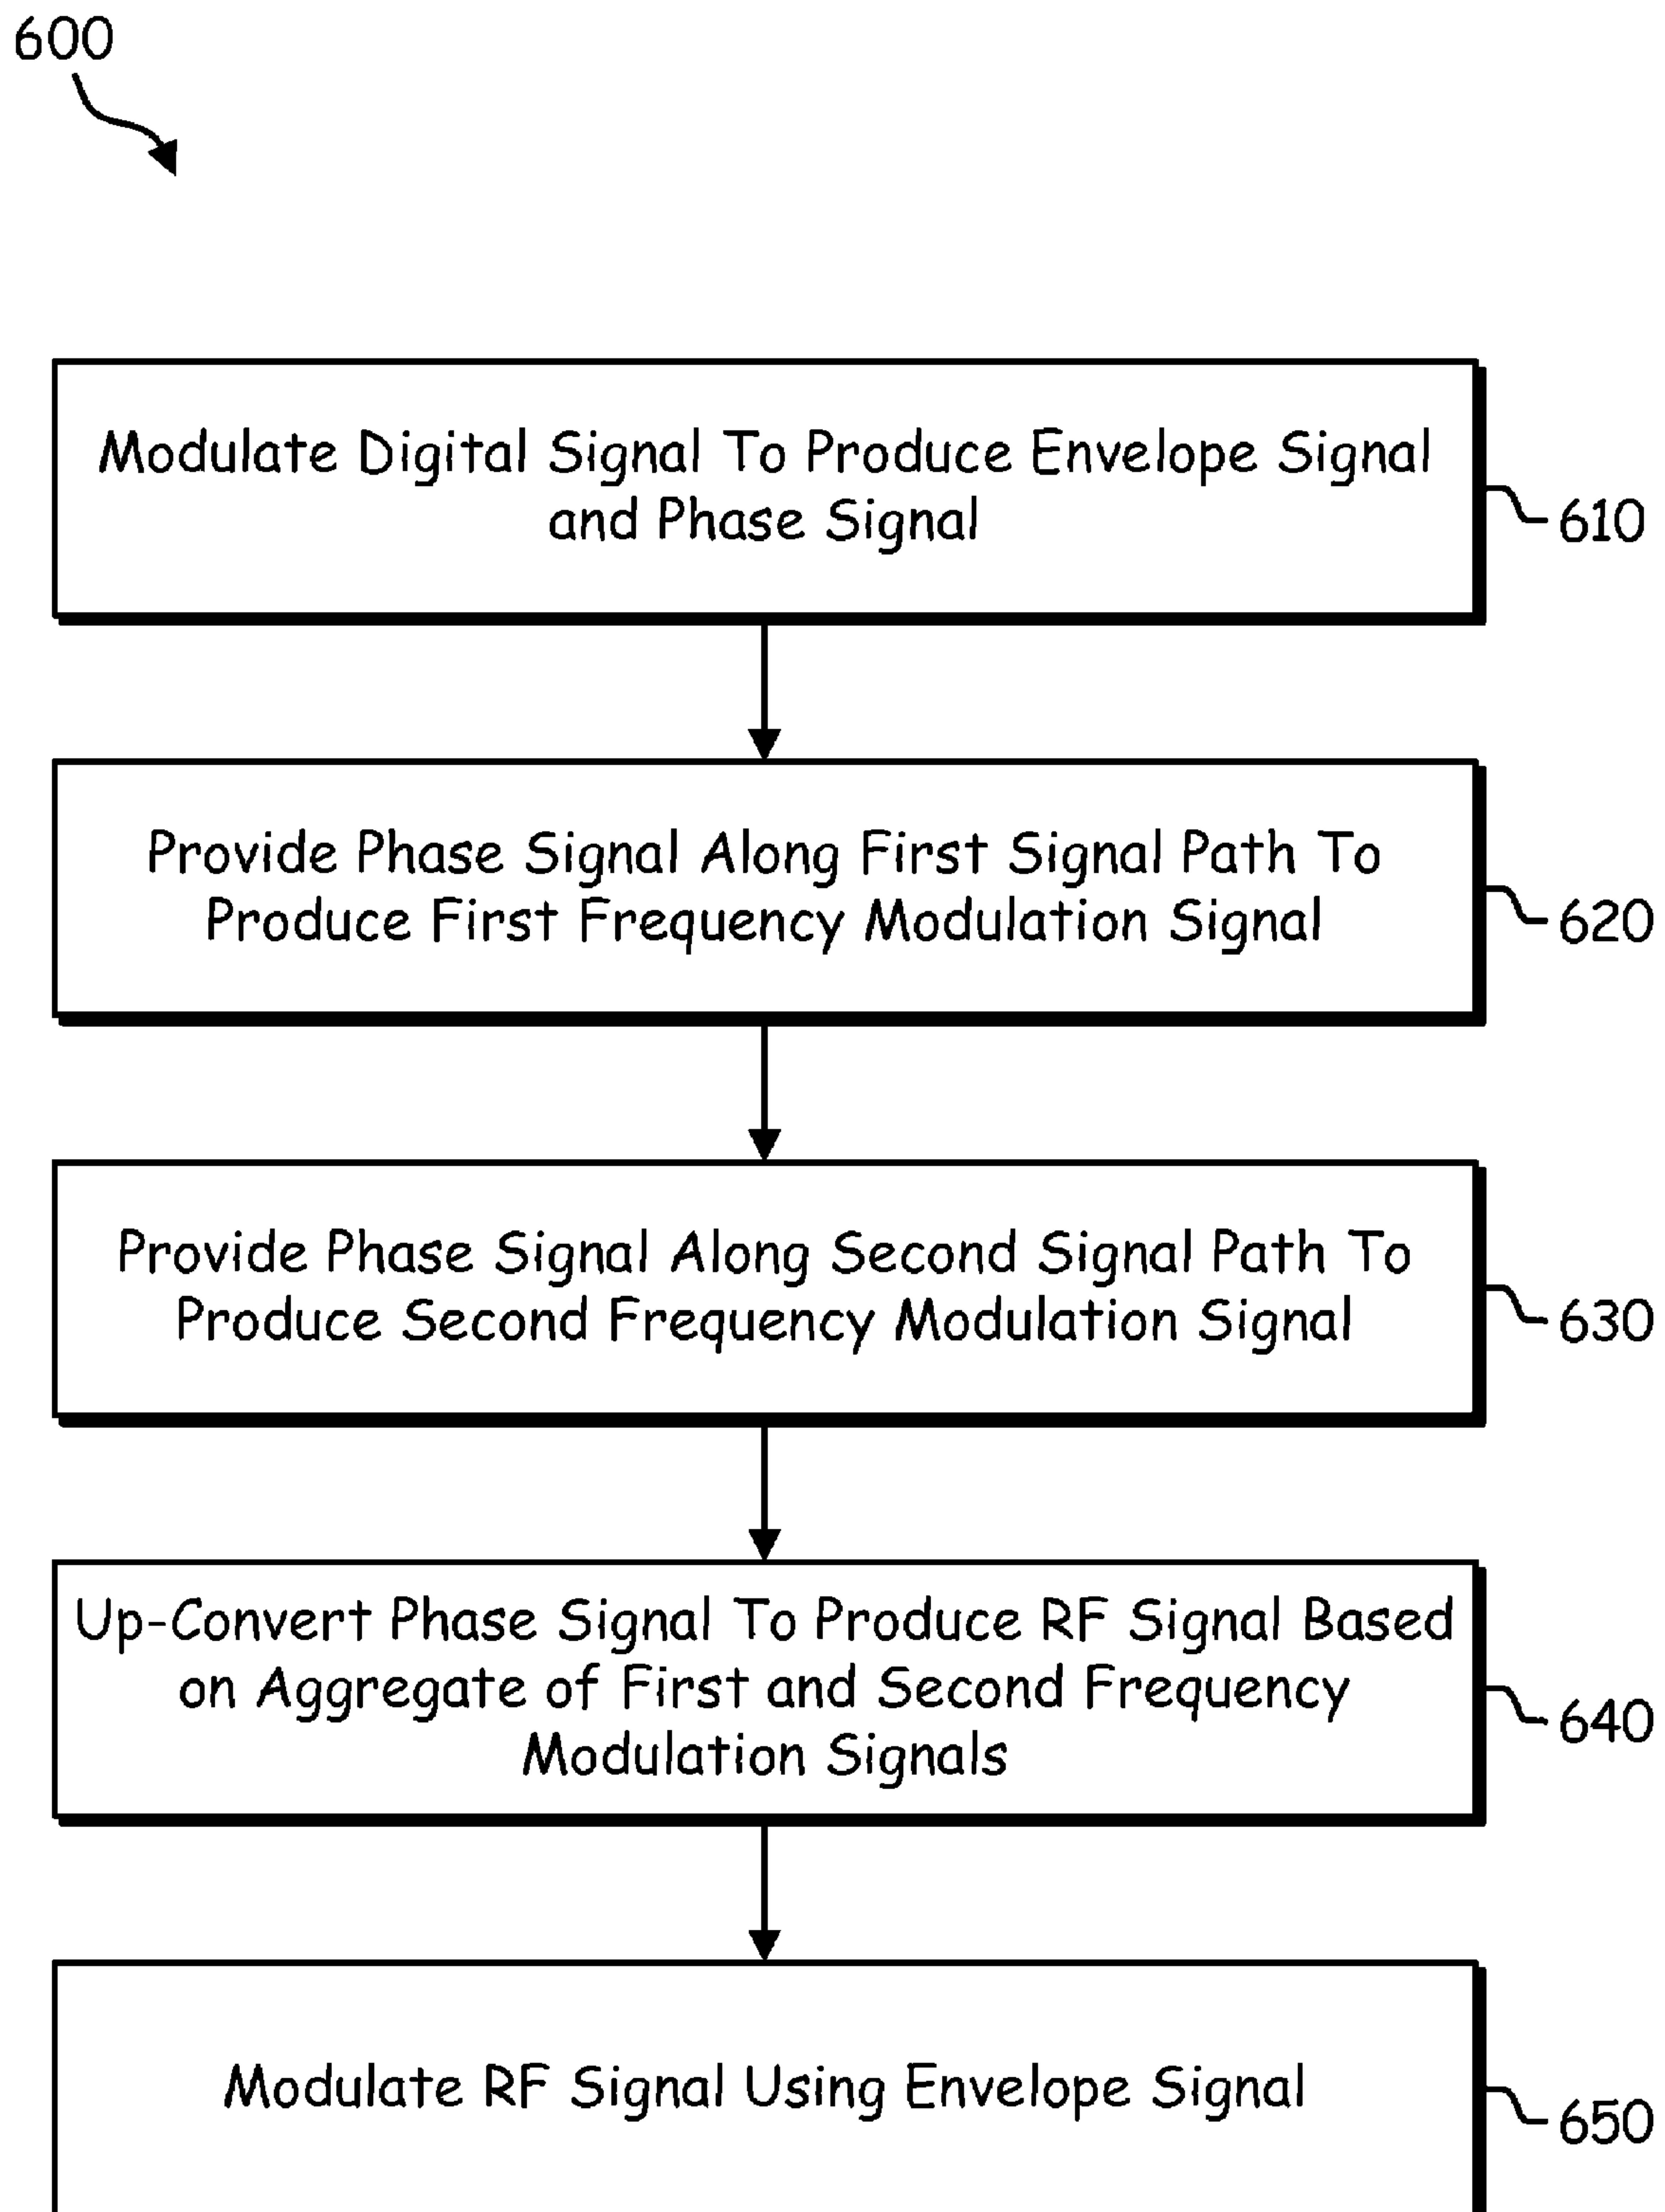 600
Modulate Digital Signal To Produce Envelope Signal
and Phase Signal
610
Provide Phase Signal Along First Signal Path To
Produce First Frequency Modulation Signal
620
Provide Phase Signal Along Second Signal Path To
Produce Second Frequency Modulation Signal
630
Up-Convert Phase Signal To Produce RF Signal Based
on Aggregate of First and Second Frequency
Modulation Signals
640
Modulate RF Signal Using Envelope Signal
650